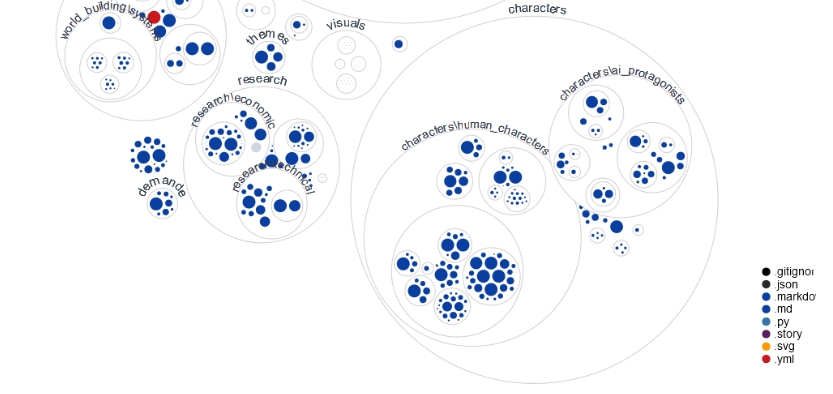 characters
world_building\systems
visuals
themes
research
characters\ai_protagonists
research\economic
characters\human_characters
research\technical
demande
.gitignor
.json
.markdow
.md
.py
.story
.svg
.yml